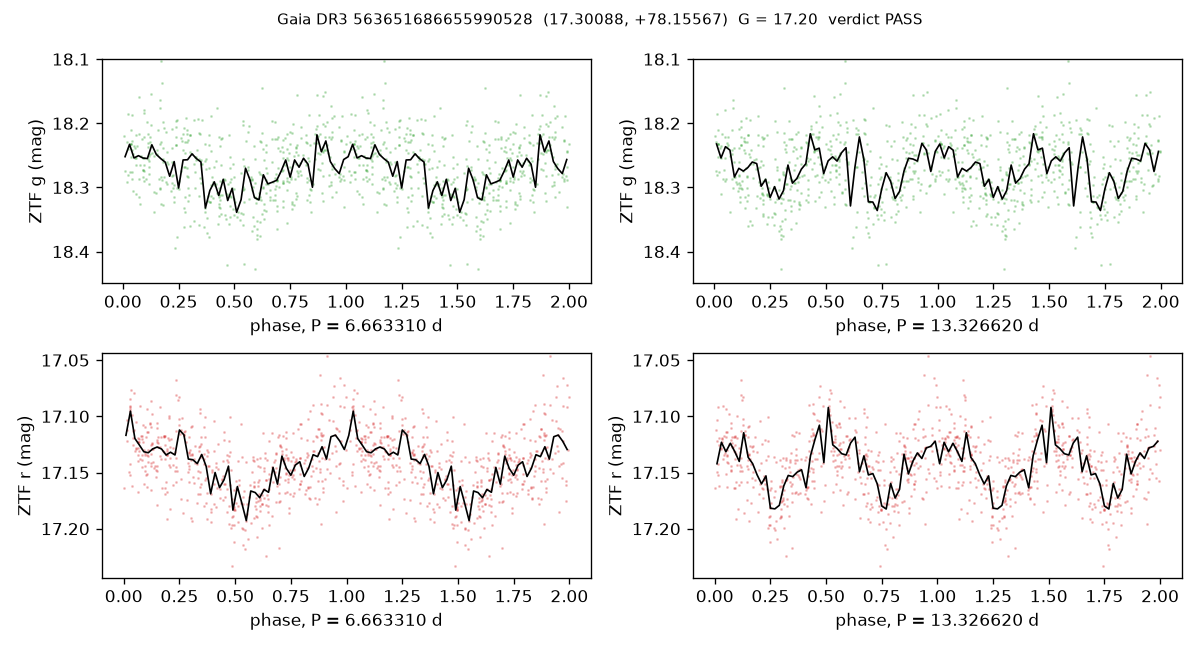 Gaia DR3 563651686655990528 (17.30088, +78.15567) G = 17.20 verdict PASS
18.1
18.2
18.3
18.4
ZTF g (mag)
0.00 0.25 0.50 0.75 1.00 1.25 1.50 1.75 2.00
phase, P = 6.663310 d
18.1
18.2
18.3
18.4
ZTF g (mag)
0.00 0.25 0.50 0.75 1.00 1.25 1.50 1.75 2.00
phase, P = 13.326620 d
17.05
17.10
17.15
17.20
ZTF r (mag)
0.00 0.25 0.50 0.75 1.00 1.25 1.50 1.75 2.00
phase, P = 6.663310 d
17.05
17.10
17.15
17.20
ZTF r (mag)
0.00 0.25 0.50 0.75 1.00 1.25 1.50 1.75 2.00
phase, P = 13.326620 d